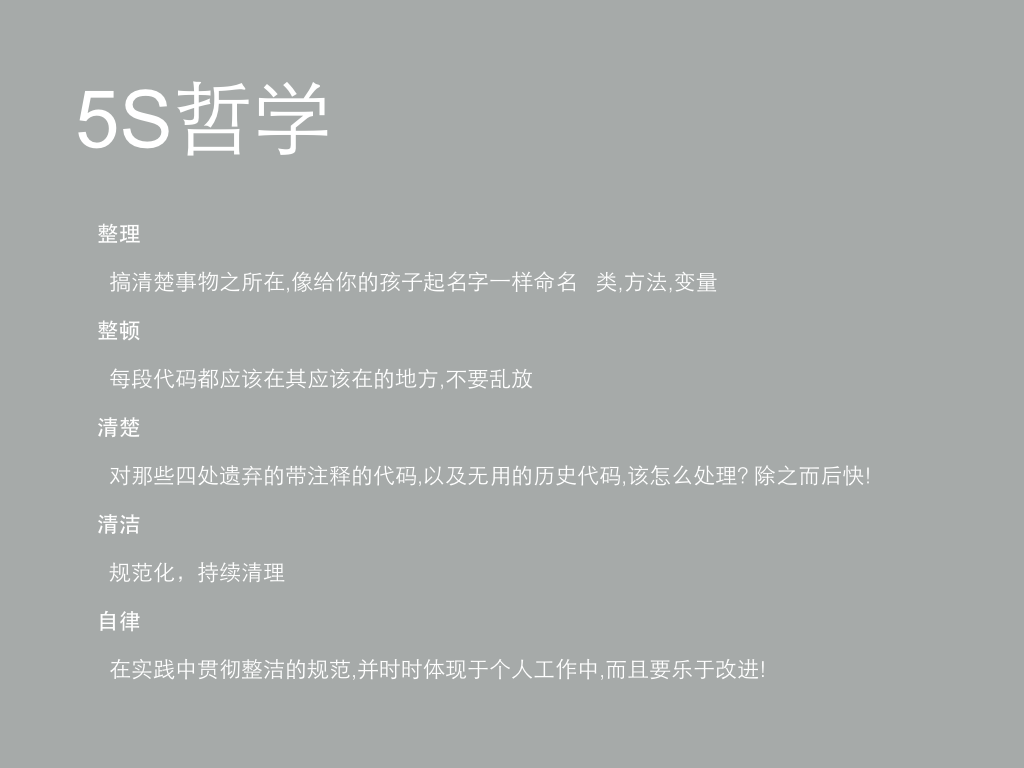 5S哲学
整理
搞清楚事物之所在,像给你的孩子起名字一样命名 类,方法,变量
整顿
每段代码都应该在其应该在的地方,不要乱放
清楚
对那些四处遗弃的带注释的代码,以及无用的历史代码,该怎么处理? 除之而后快!
清洁
规范化，持续清理
自律
在实践中贯彻整洁的规范,并时时体现于个人工作中,而且要乐于改进!